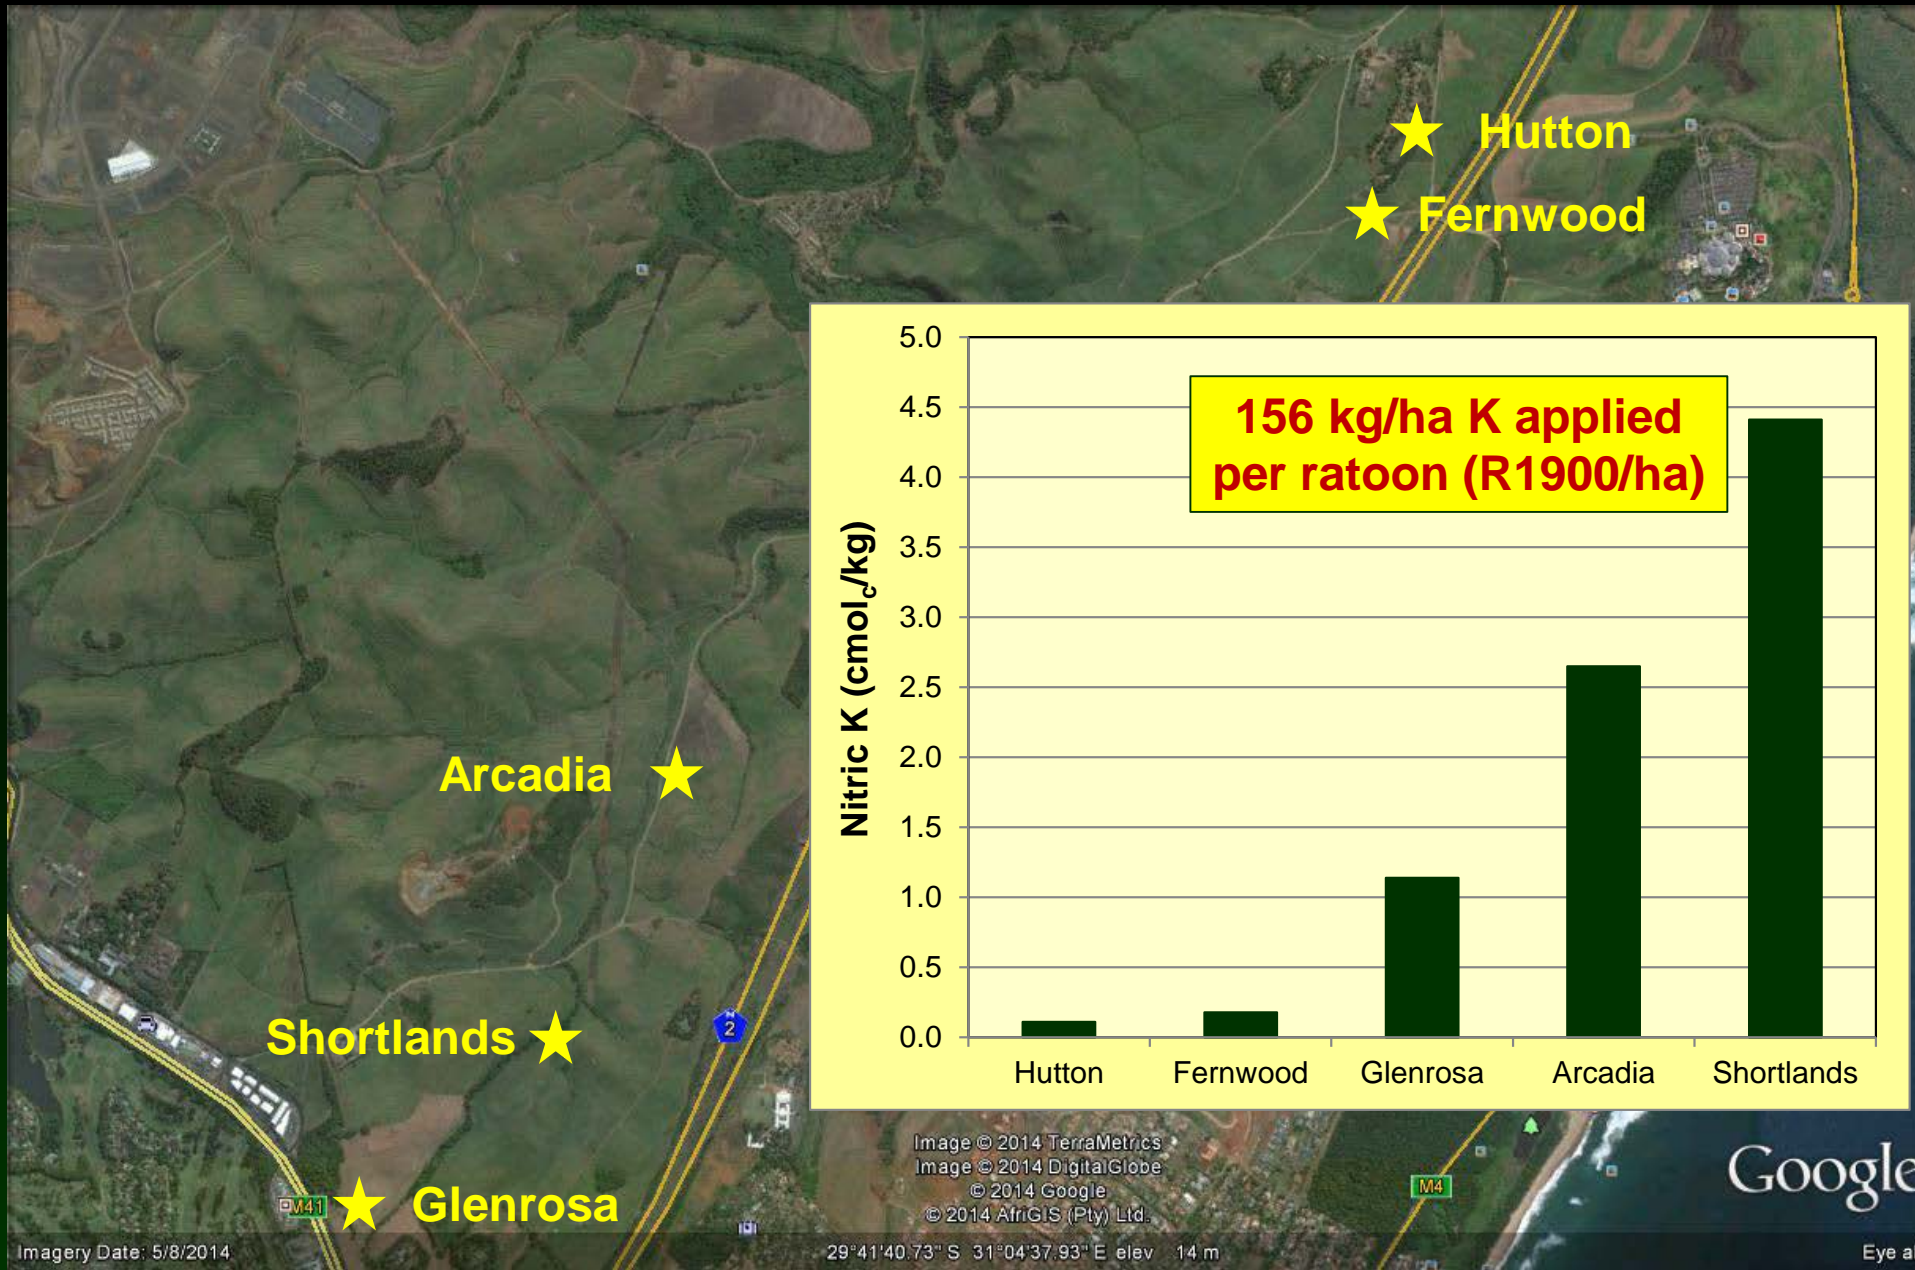 Hutton
Fernwood
Arcadia
Shortlands
Glenrosa
156 kg/ha K applied
per ratoon (R1900/ha)
Nitric K (cmolc/kg)
5.0
4.5
4.0
3.5
3.0
2.5
2.0
1.5
1.0
0.5
0.0
Hutton Fernwood Glenrosa Arcadia Shortlands
N
2
M41
M4
Image © 2014 TerraMetrics
Image © 2014 DigitalGlobe
© 2014 Google
© 2014 AfriGIS (Pty) Ltd.
Google
Imagery Date: 5/8/2014
29°41'40.73" S 31°04'37.93" E elev 14 m
Eye